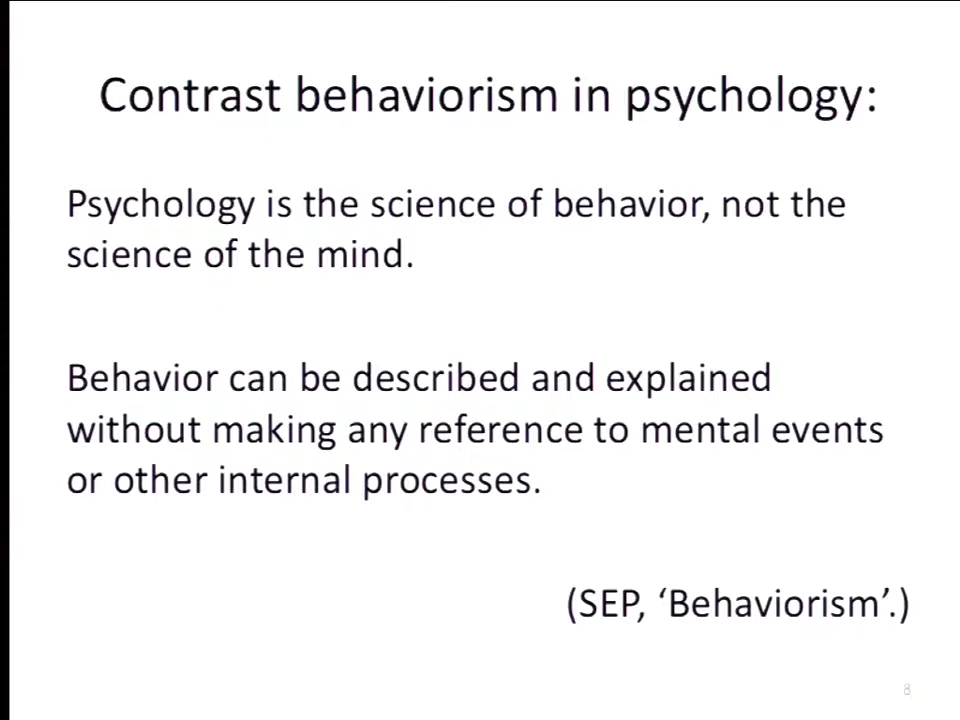 Contrast behaviorism in psychology:
Psychology is the science of behavior, not the
science of the mind.
Behavior can be described and explained
without making any reference to mental events
or other internal processes.
(SEP, ‘Behaviorism’.)
8